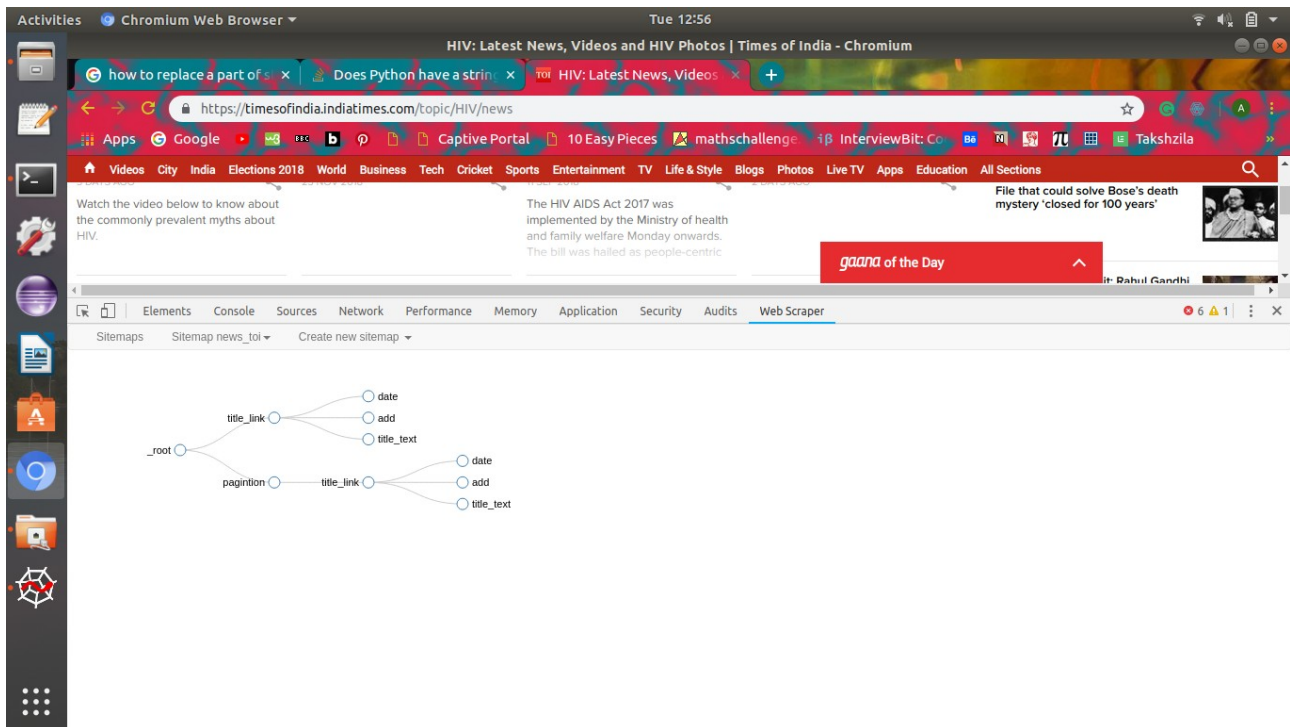 Activities Chromium Web Browser Tue 12:56
HIV: Latest News, Videos and HIV Photos | Times of India - Chromium
how to replace a part of s Does Python have a string HIV: Latest News, Videos
https://timesofindia.indiatimes.com/topic/HIV/news
Apps Google Captive Portal 10 Easy Pieces mathschallenge InterviewBit: Co Takshzila
Videos City India Elections 2018 World Business Tech Cricket Sports Entertainment TV Life & Style Blogs Photos Live TV Apps Education All Sections
Watch the video below to know about
the commonly prevalent myths about
HIV.
The HIV AIDS Act 2017 was
implemented by the Ministry of health
and family welfare Monday onwards.
The bill was hailed as people-centric
File that could solve Bose's death
mystery 'closed for 100 years'
it: Rahul Gandhi
gaana of the Day
Elements Console Sources Network Performance Memory Application Security Audits Web Scraper 6 1
Sitemaps Sitemap news_toi Create new sitemap
date
title_link add
title_text
_root
date
pagintion title_link add
title_text